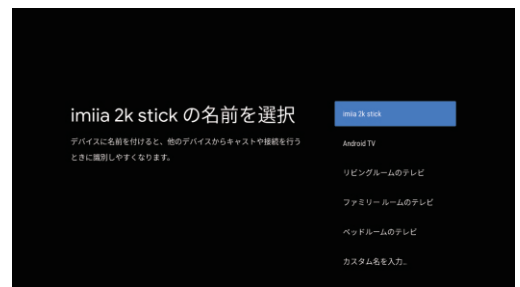 imiia 2k stick の名前を選択
デバイスに名前を付けると、他のデバイスからキャストや接続を行う
ときに識別しやすくなります。
imiia 2k stick
Android TV
リビングルームのテレビ
ファミリー ルームのテレビ
ベッドルームのテレビ
カスタム名を入力…